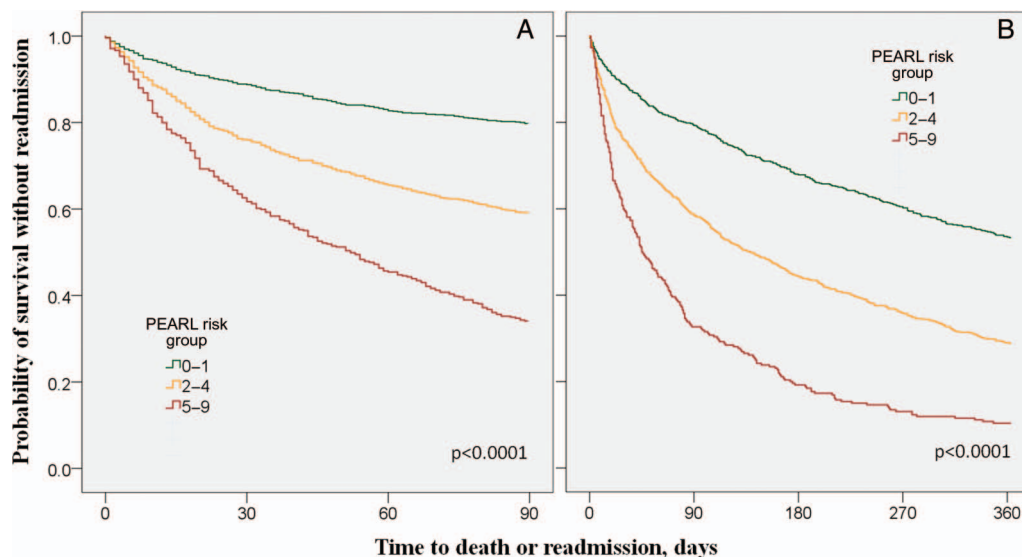 A
B
Probability of survival without readmission
1.0
0.8
0.6
0.4
0.2
0.0
PEARL risk
group
0–1
2–4
5–9
p<0.0001
0
30
60
90
PEARL risk
group
0–1
2–4
5–9
p<0.0001
0
90
180
270
360
Time to death or readmission, days